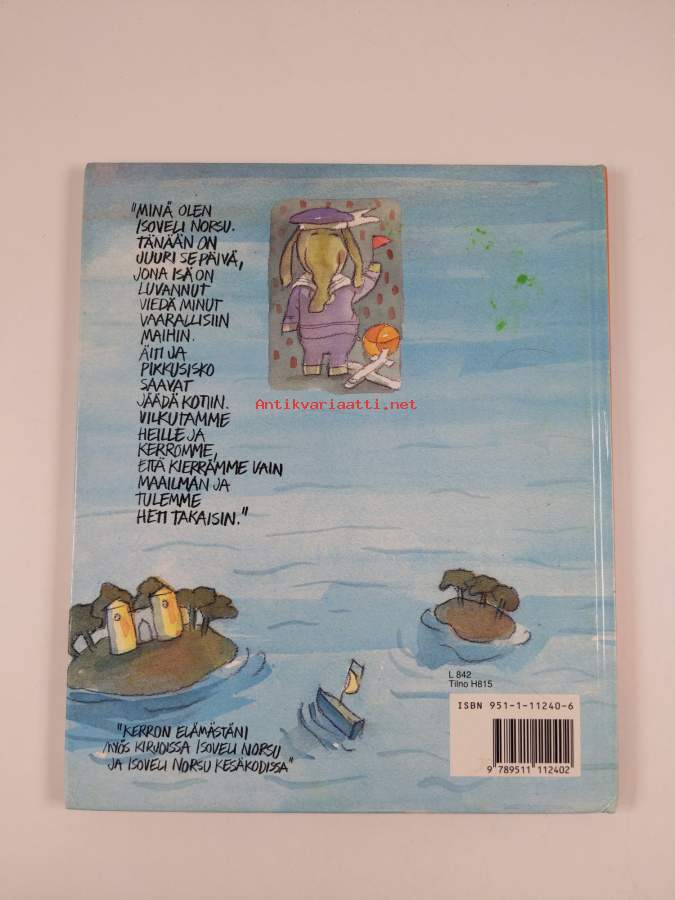 "MINÄ OLEN
ISOVELI NORSU.
TÄNÄÄN ON
JUURI SE PÄIVÄ,
JONA ISÄ ON
LUVANNUT
VIEDÄ MINUT
VAARALLISIIN
MAIHIN.
ÄITI JA
PIKKUSISKO
SAAVAT
JÄÄDÄ KOTIIN.
VILKUTAMME
HEILLE JA
KERROMME,
ETTÄ KIERRÄMME VAIN
MAAILMAN JA
TULEMME
HETI TAKAISIN."
Antikvariaatti.net
"KERRON ELÄMÄSTÄNI
MYÖS KIRJOISSA ISOVELI NORSU
JA ISOVELI NORSU KESÄKODISSA"
L 842
Tilno H815
ISBN 951-1-11240-6
9 789511 112402